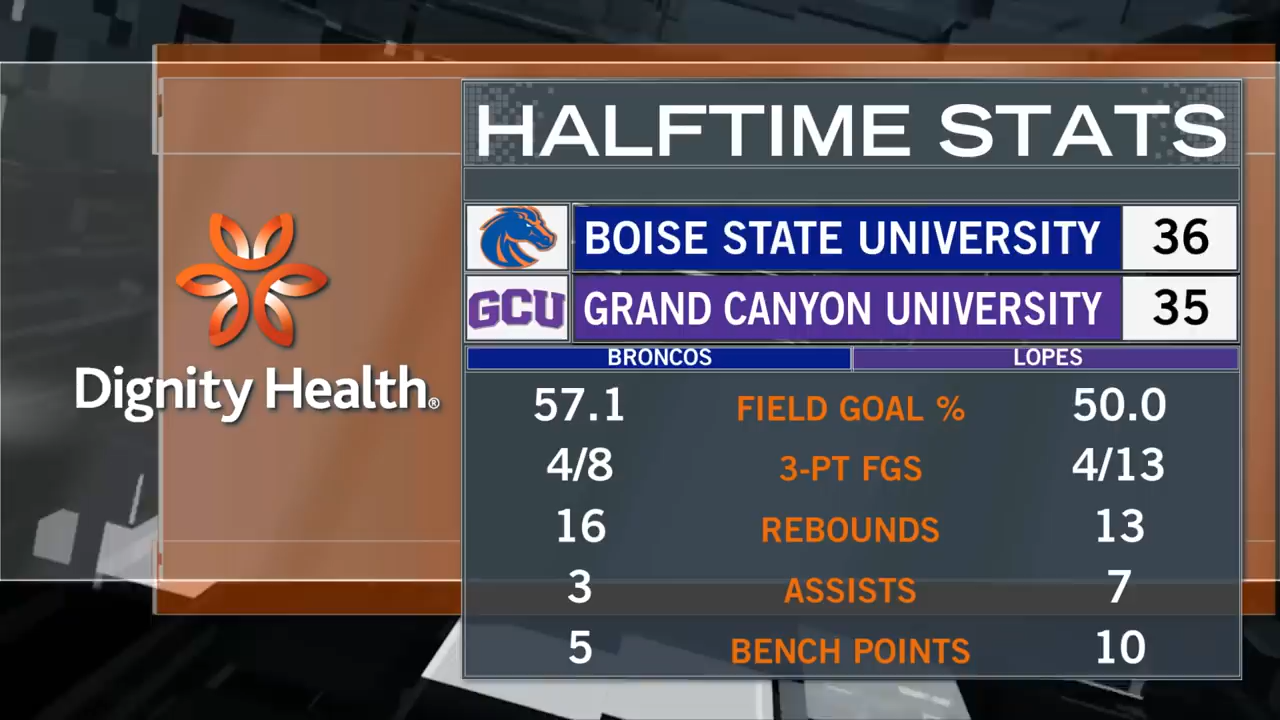 HALFTIME STATS
BOISE STATE UNIVERSITY 36
GCU GRAND CANYON UNIVERSITY 35
BRONCOS LOPES
Dignity Health®
57.1 FIELD GOAL % 50.0
4/8 3-PT FGS 4/13
16 REBOUNDS 13
3 ASSISTS 7
5 BENCH POINTS 10